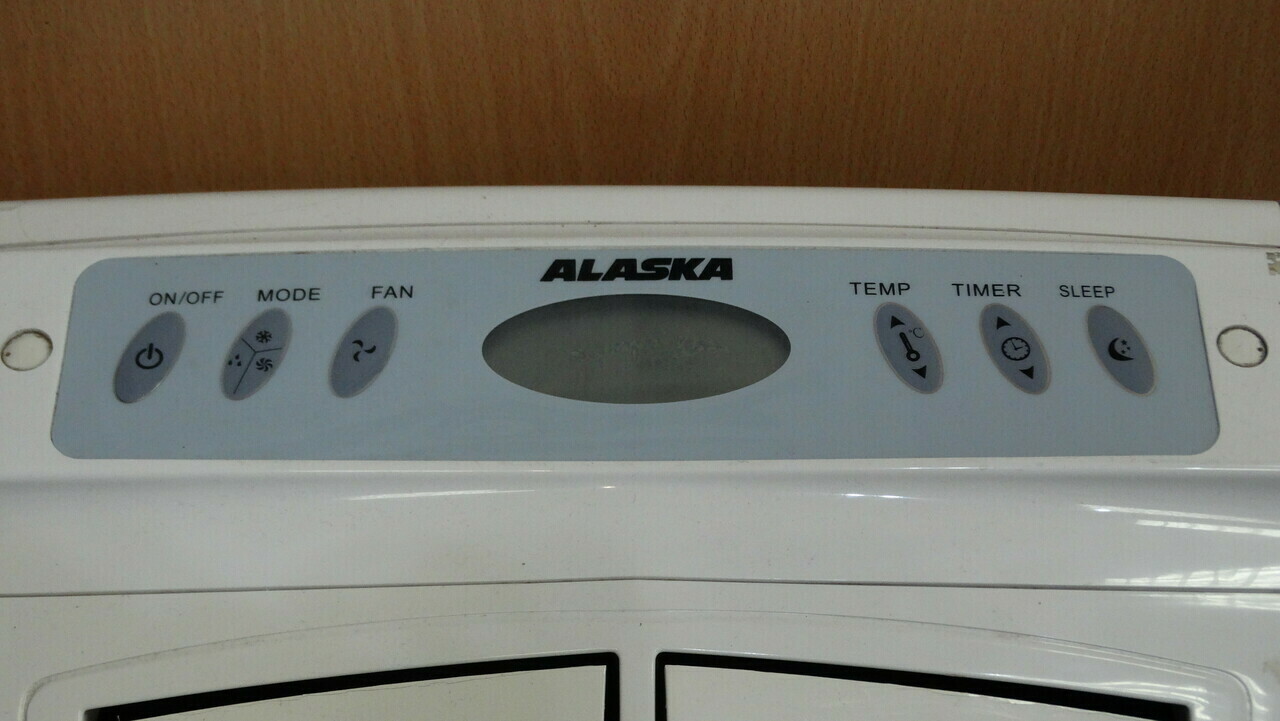 ALASKA
ON/OFF MODE FAN TEMP TIMER SLEEP
°C